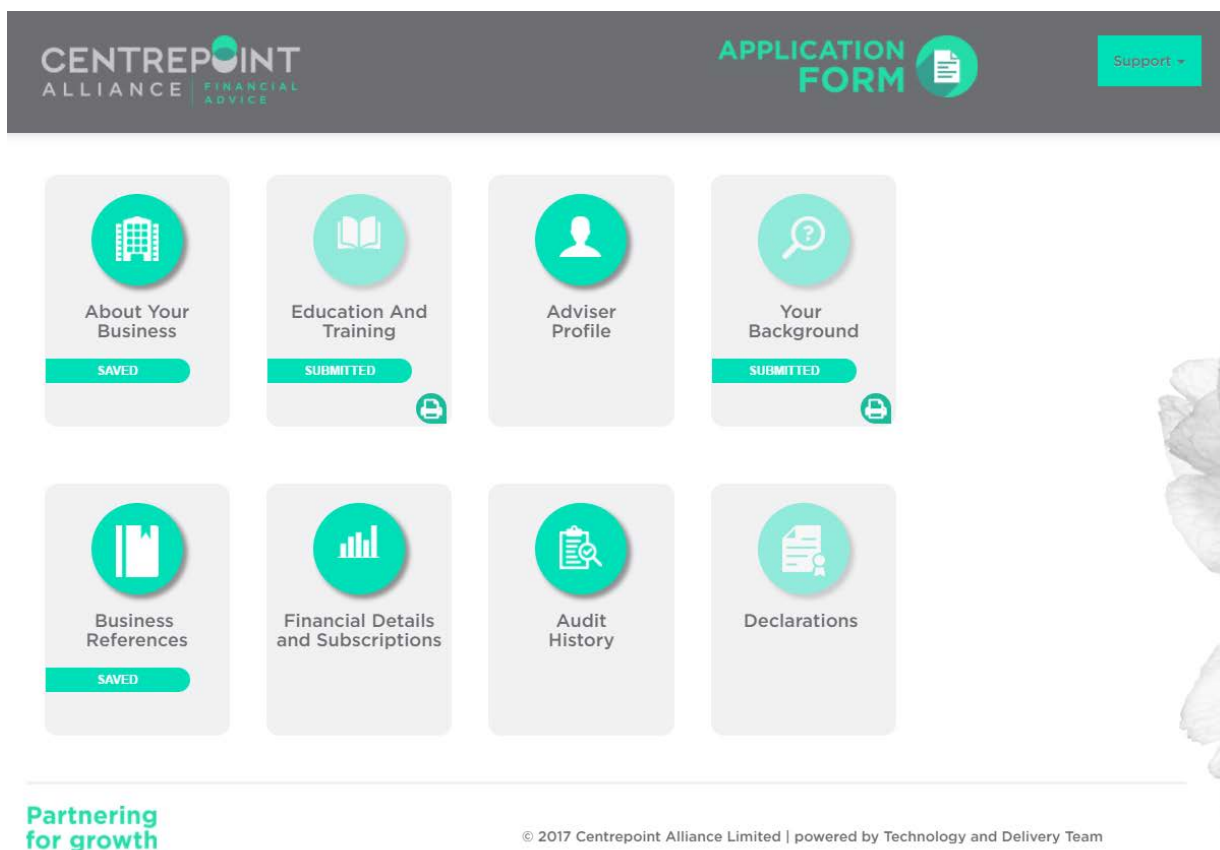 CENTREPOINT
ALLIANCE FINANCIAL
ADVICE
APPLICATION
FORM
Support
About Your
Business
SAVED
Education And
Training
SUBMITTED
Adviser
Profile
Your
Background
SUBMITTED
Business
References
SAVED
Financial Details
and Subscriptions
Audit
History
Declarations
Partnering
for growth
© 2017 Centrepoint Alliance Limited | powered by Technology and Delivery Team